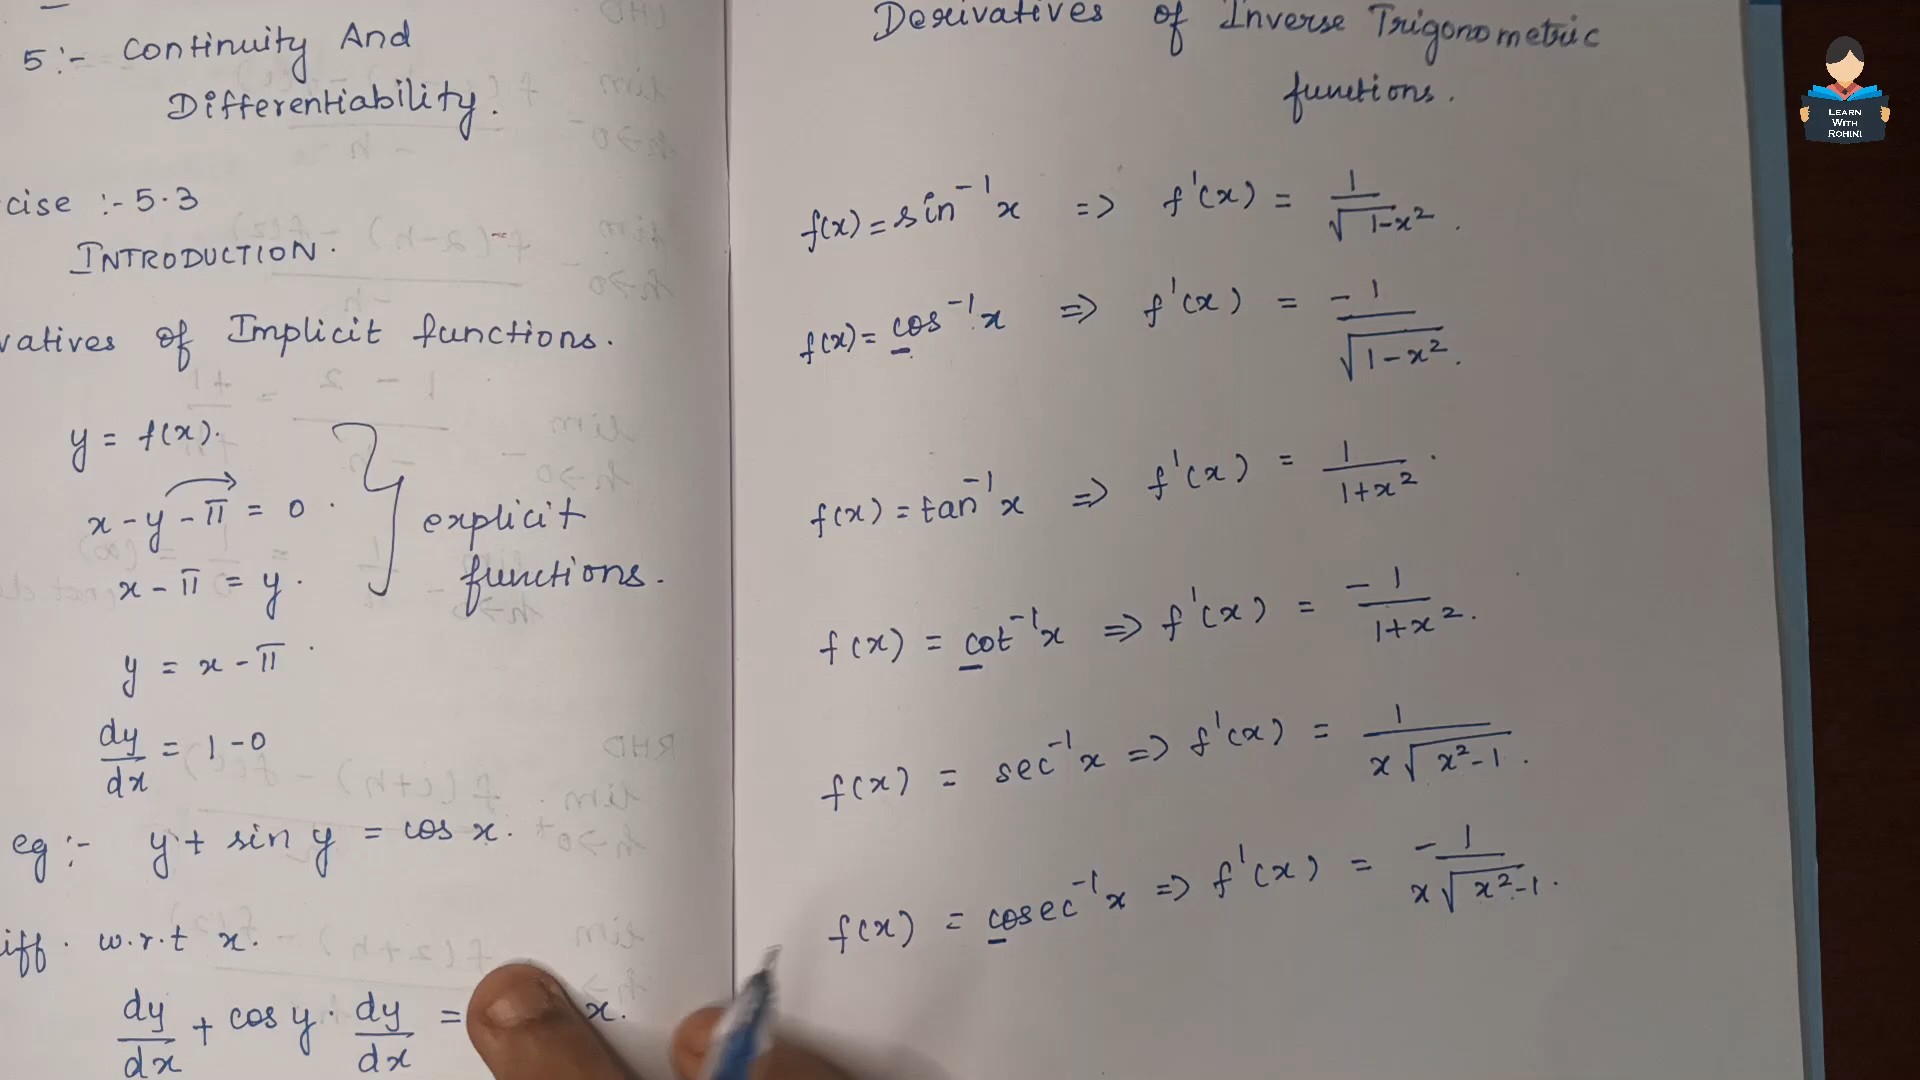 5:- Continuity And
Differentiability.
cise :- 5.3
INTRODUCTION.
vatives of Implicit functions.
y = f(x).
x - y - π = 0.
x - π = y.
explicit
functions.
y = x - π
dy/dx = 1 - 0
eg :- y + sin y = cos x.
iff. w.r.t x.
dy/dx + cos y . dy/dx = x.
Derivatives of Inverse Trigonometric
functions.
f(x) = sin⁻¹x => f'(x) = 1/√1-x².
f(x) = cos⁻¹x => f'(x) = -1/√1-x².
f(x) = tan⁻¹x => f'(x) = 1/1+x².
f(x) = cot⁻¹x => f'(x) = -1/1+x².
f(x) = sec⁻¹x => f'(x) = 1/x√x²-1.
f(x) = cosec⁻¹x => f'(x) = -1/x√x²-1.
LEARN
WITH
ROHINI